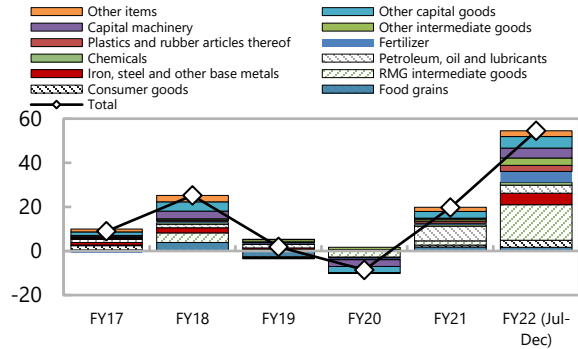 Other items
Other capital goods
Capital machinery
Other intermediate goods
Plastics and rubber articles thereof
Fertilizer
Chemicals
Petroleum, oil and lubricants
Iron, steel and other base metals
RMG intermediate goods
Consumer goods
Food grains
Total
60
40
20
0
-20
FY17
FY18
FY19
FY20
FY21
FY22 (Jul-
Dec)